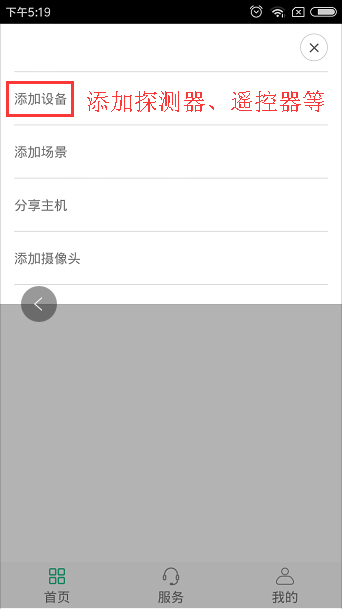 下午5:19
添加设备 添加探测器、遥控器等
添加场景
分享主机
添加摄像头
首页 服务 我的